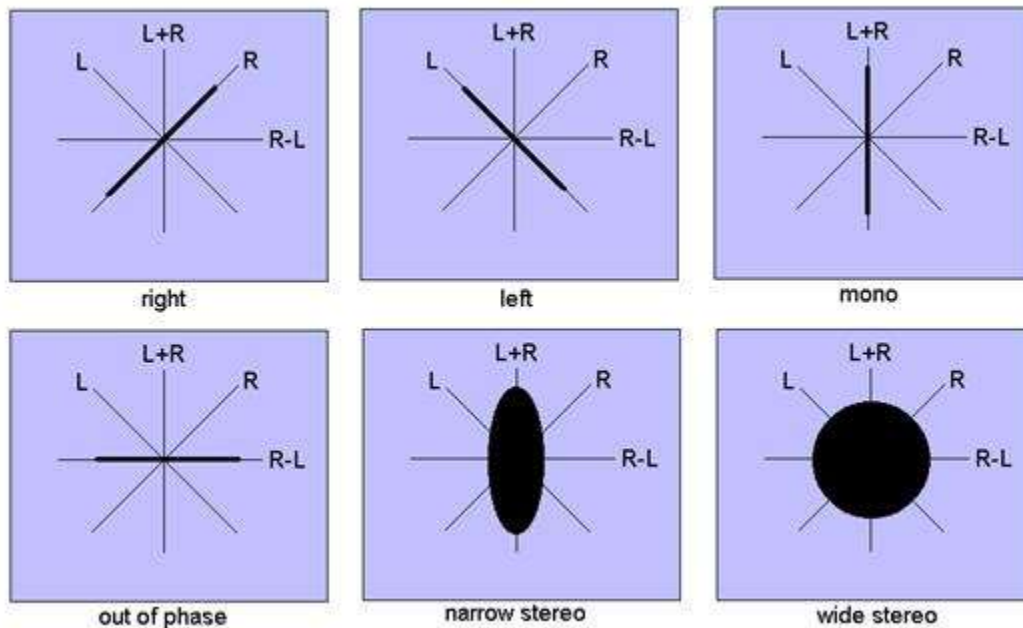 L+R
L
R
R-L
right
L+R
L
R
R-L
left
L+R
L
R
R-L
mono
L+R
L
R
R-L
out of phase
L+R
L
R
R-L
narrow stereo
L+R
L
R
R-L
wide stereo